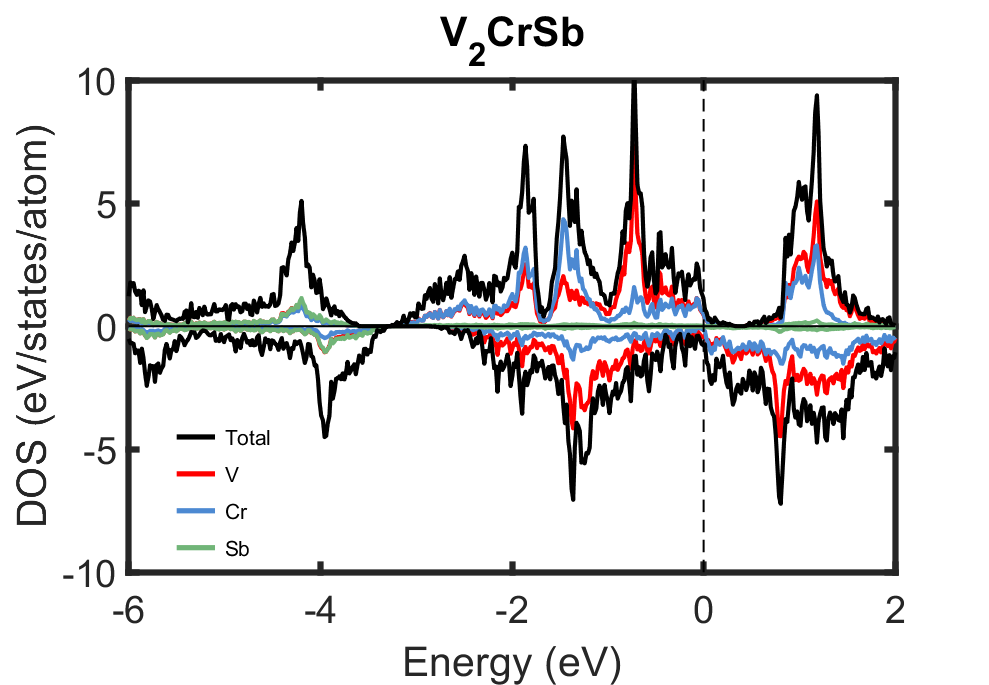 V₂CrSb
10
5
0
-5
-10
DOS (eV/states/atom)
Total
V
Cr
Sb
-6 -4 -2 0 2
Energy (eV)